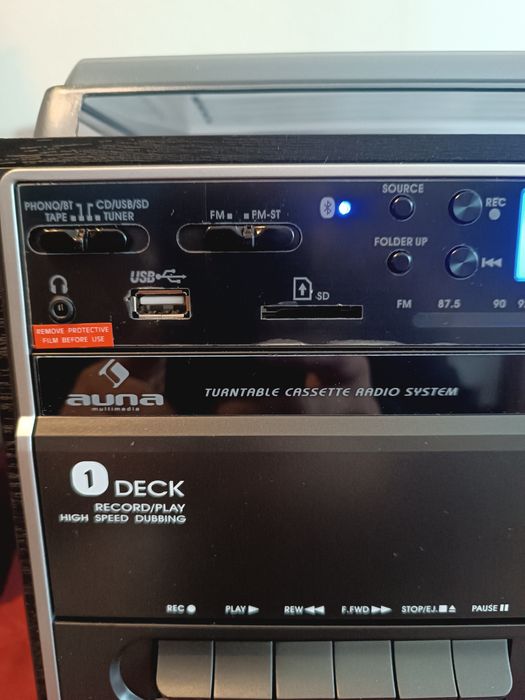 SOURCE
PHONO/BT CD/USB/SD
TAPE TUNER
FM FM-ST
REC
FOLDER UP
USB
SD
FM 87.5 90
REMOVE PROTECTIVE
FILM BEFORE USE
auna
multimedia
TURNTABLE CASSETTE RADIO SYSTEM
1 DECK
RECORD/PLAY
HIGH SPEED DUBBING
REC PLAY REW F.FWD STOP/EJ. PAUSE